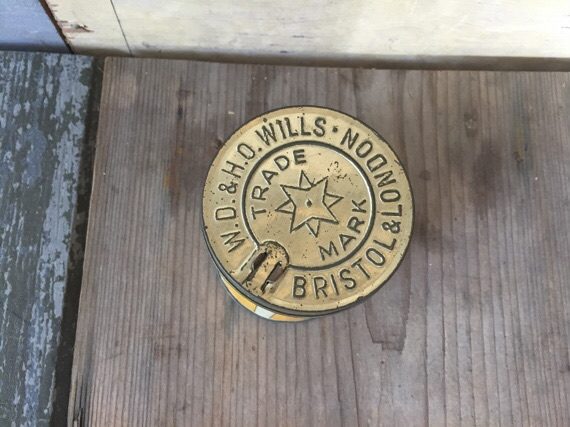 W.D. & H.O. WILLS · BRISTOL & LONDON
TRADE MARK